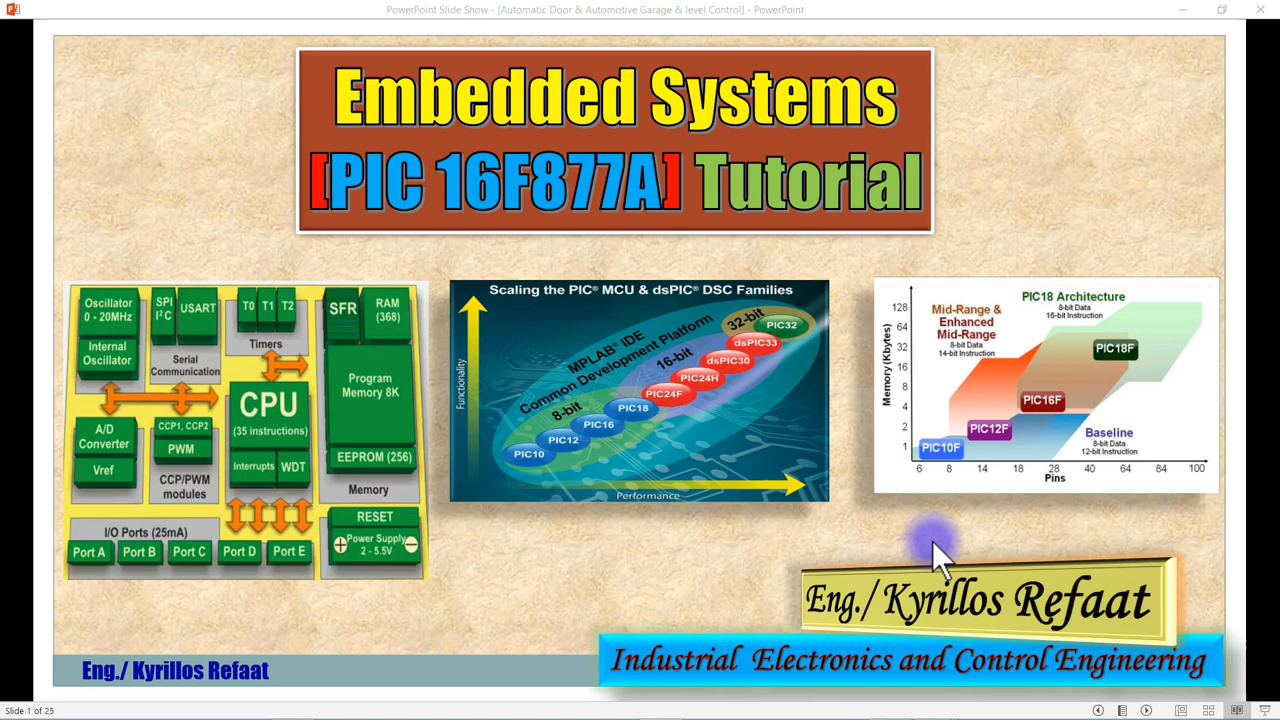 PowerPoint Slide Show - [Automatic Door & Automotive Garage & level Control] - PowerPoint
Embedded Systems
[PIC 16F877A] Tutorial
Oscillator
0 - 20MHz
Internal
Oscillator
SPI
I²C
USART
Serial
Communication
T0 T1 T2
Timers
SFR
RAM
(368)
Program
Memory 8K
EEPROM (256)
Memory
A/D
Converter
Vref
CCP1, CCP2
PWM
CCP/PWM
modules
CPU
(35 instructions)
Interrupts
WDT
I/O Ports (25mA)
Port A
Port B
Port C
Port D
Port E
RESET
Power Supply
2 - 5.5V
+
−
Scaling the PIC® MCU & dsPIC® DSC Families
Functionality
MPLAB® IDE
Common Development Platform
8-bit
16-bit
32-bit
PIC10
PIC12
PIC16
PIC18
PIC24F
PIC24H
dsPIC30
dsPIC33
PIC32
Performance
Memory (Kbytes)
128
64
32
16
8
4
2
1
Mid-Range &
Enhanced
Mid-Range
8-bit Data
14-bit Instruction
PIC18 Architecture
8-bit Data
16-bit Instruction
PIC18F
PIC16F
PIC12F
PIC10F
Baseline
8-bit Data
12-bit Instruction
6 8 14 18 28 40 64 84 100
Pins
Eng./ Kyrillos Refaat
Industrial Electronics and Control Engineering
Eng./ Kyrillos Refaat
Slide 1 of 25